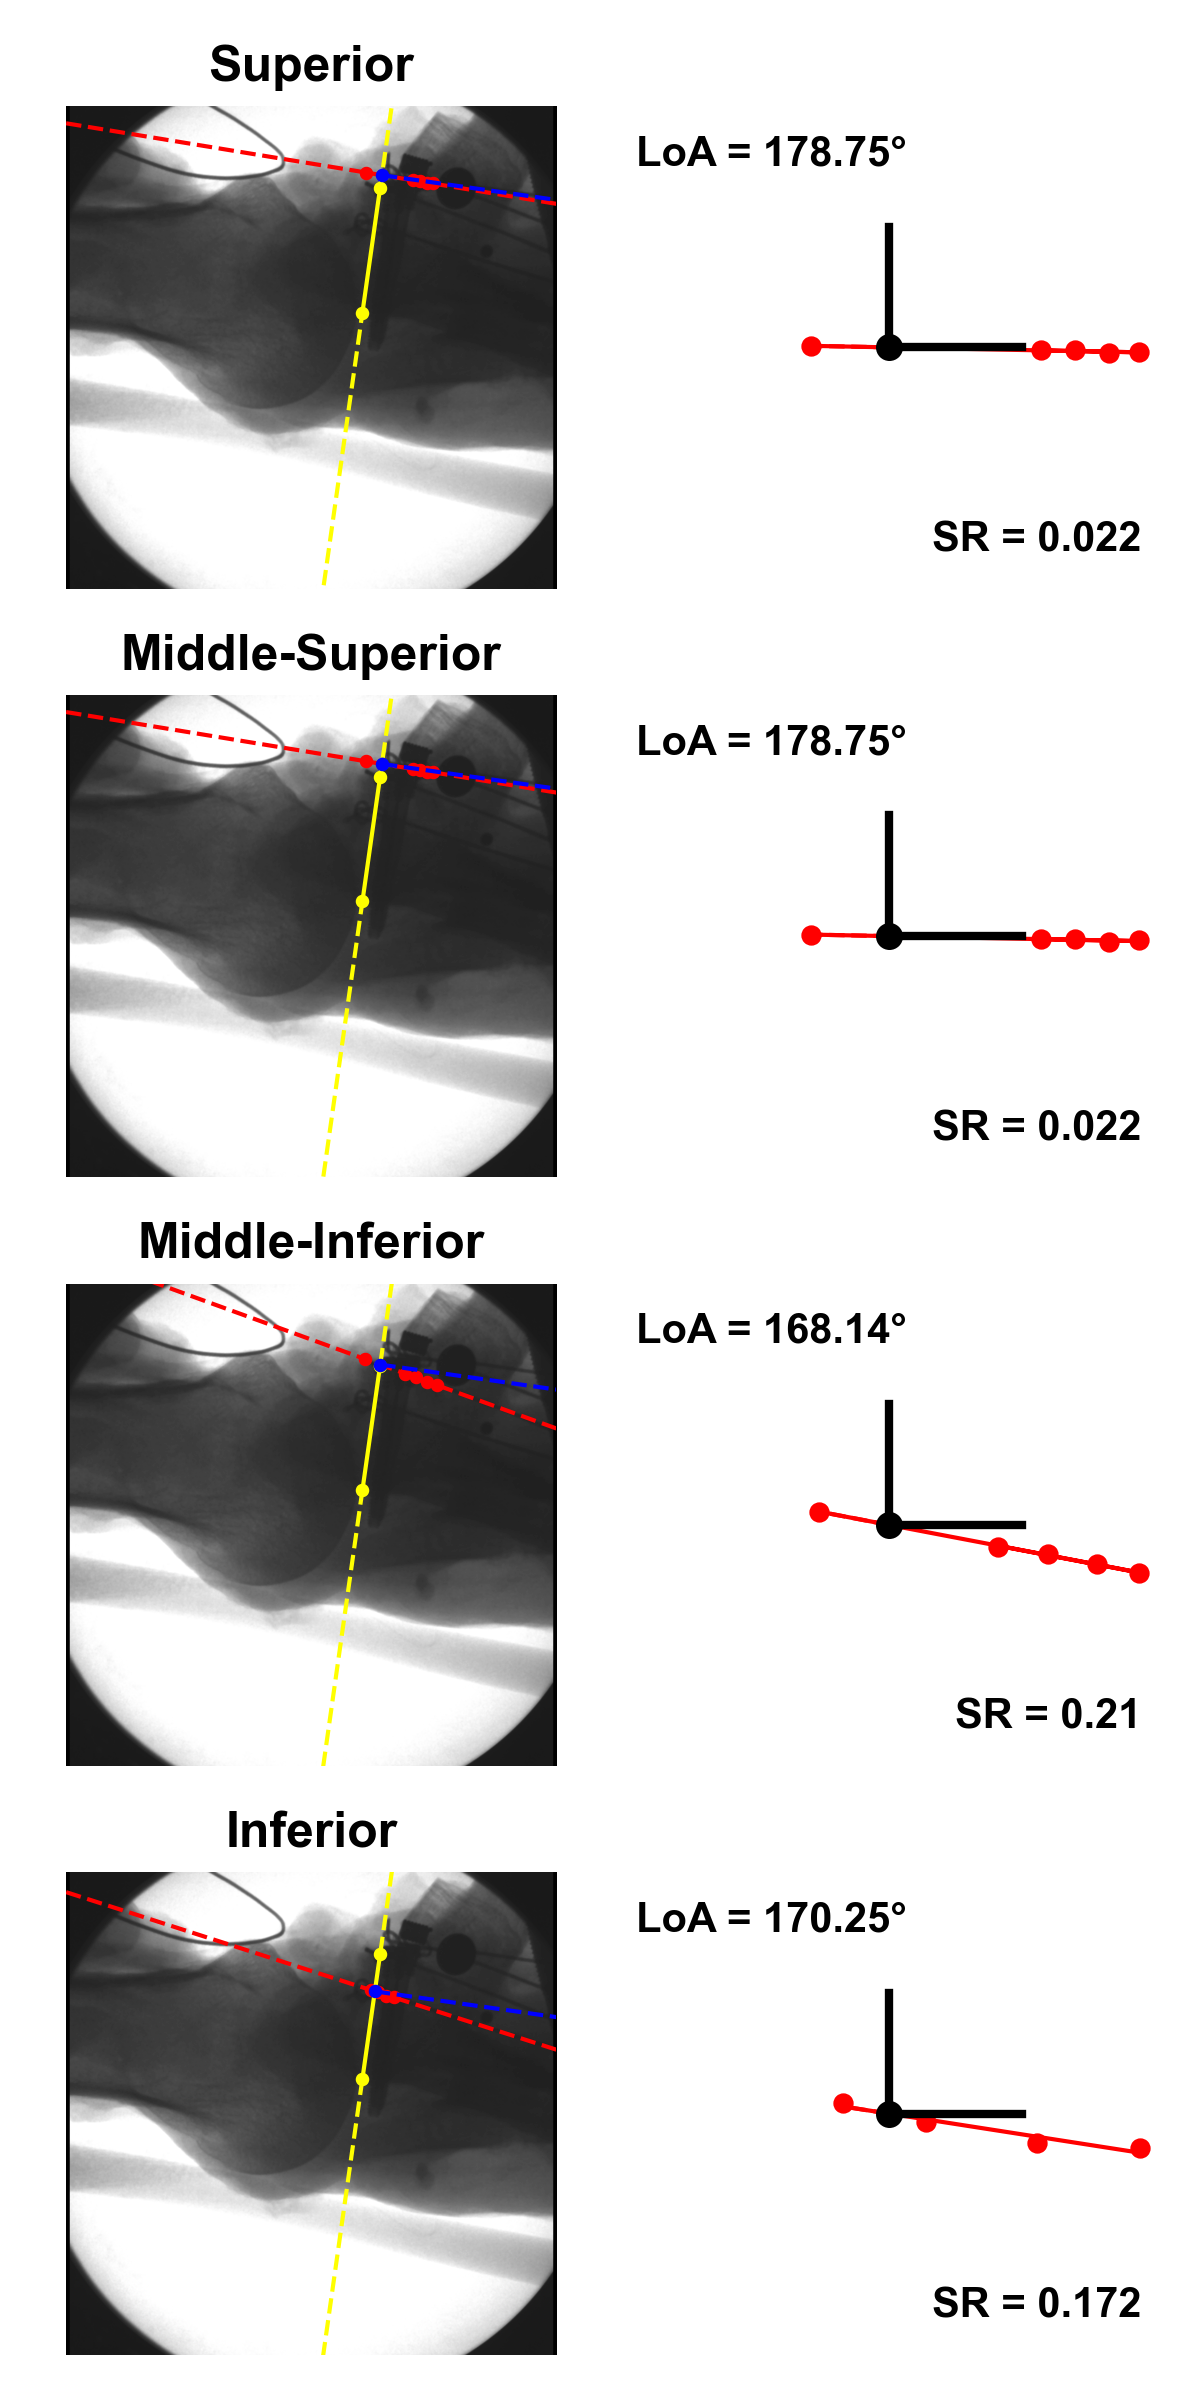 Superior
LoA = 178.75°
SR = 0.022
Middle-Superior
LoA = 178.75°
SR = 0.022
Middle-Inferior
LoA = 168.14°
SR = 0.21
Inferior
LoA = 170.25°
SR = 0.172